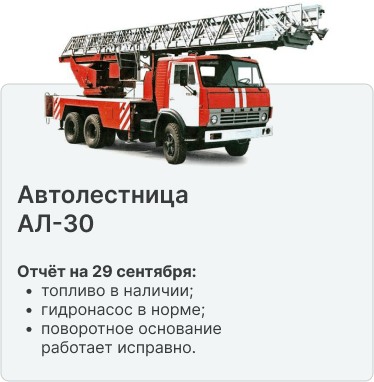 Автолестница
АЛ-30
Отчёт на 29 сентября:
• топливо в наличии;
• гидронасос в норме;
• поворотное основание
работает исправно.